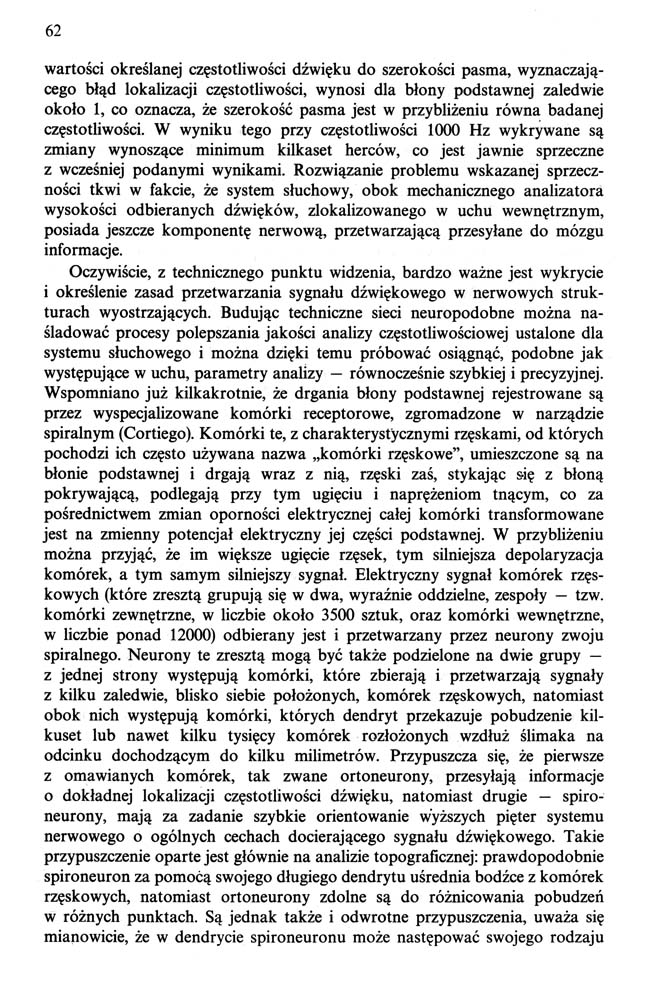 62
wartości określanej częstotliwości dźwięku do szerokości pasma, wyznaczają-
cego błąd lokalizacji częstotliwości, wynosi dla błony podstawnej zaledwie
około 1, co oznacza, że szerokość pasma jest w przybliżeniu równa badanej
częstotliwości. W wyniku tego przy częstotliwości 1000 Hz wykrywane są
zmiany wynoszące minimum kilkaset herców, co jest jawnie sprzeczne
z wcześniej podanymi wynikami. Rozwiązanie problemu wskazanej sprzecz-
ności tkwi w fakcie, że system słuchowy, obok mechanicznego analizatora
wysokości odbieranych dźwięków, zlokalizowanego w uchu wewnętrznym,
posiada jeszcze komponentę nerwową, przetwarzającą przesyłane do mózgu
informacje.
Oczywiście, z technicznego punktu widzenia, bardzo ważne jest wykrycie
i określenie zasad przetwarzania sygnału dźwiękowego w nerwowych struk-
turach wyostrzających. Budując techniczne sieci neuropodobne można na-
śladować procesy polepszania jakości analizy częstotliwościowej ustalone dla
systemu słuchowego i można dzięki temu próbować osiągnąć, podobne jak
występujące w uchu, parametry analizy — równocześnie szybkiej i precyzyjnej.
Wspomniano już kilkakrotnie, że drgania błony podstawnej rejestrowane są
przez wyspecjalizowane komórki receptorowe, zgromadzone w narządzie
spiralnym (Cortiego). Komórki te, z charakterystycznymi rzęskami, od których
pochodzi ich często używana nazwa „komórki rzęskowe”, umieszczone są na
błonie podstawnej i drgają wraz z nią, rzęski zaś, stykając się z błoną
pokrywającą, podlegają przy tym ugięciu i naprężeniom tnącym, co za
pośrednictwem zmian oporności elektrycznej całej komórki transformowane
jest na zmienny potencjał elektryczny jej części podstawnej. W przybliżeniu
można przyjąć, że im większe ugięcie rzęsek, tym silniejsza depolaryzacja
komórek, a tym samym silniejszy sygnał. Elektryczny sygnał komórek rzęs-
kowych (które zresztą grupują się w dwa, wyraźnie oddzielne, zespoły — tzw.
komórki zewnętrzne, w liczbie około 3500 sztuk, oraz komórki wewnętrzne,
w liczbie ponad 12000) odbierany jest i przetwarzany przez neurony zwoju
spiralnego. Neurony te zresztą mogą być także podzielone na dwie grupy —
z jednej strony występują komórki, które zbierają i przetwarzają sygnały
z kilku zaledwie, blisko siebie położonych, komórek rzęskowych, natomiast
obok nich występują komórki, których dendryt przekazuje pobudzenie kil-
kuset lub nawet kilku tysięcy komórek rozłożonych wzdłuż ślimaka na
odcinku dochodzącym do kilku milimetrów. Przypuszcza się, że pierwsze
z omawianych komórek, tak zwane ortoneurony, przesyłają informacje
o dokładnej lokalizacji częstotliwości dźwięku, natomiast drugie — spiro-
neurony, mają za zadanie szybkie orientowanie wyższych pięter systemu
nerwowego o ogólnych cechach docierającego sygnału dźwiękowego. Takie
przypuszczenie oparte jest głównie na analizie topograficznej: prawdopodobnie
spironeuron za pomocą swojego długiego dendrytu uśrednia bodźce z komórek
rzęskowych, natomiast ortoneurony zdolne są do różnicowania pobudzeń
w różnych punktach. Są jednak także i odwrotne przypuszczenia, uważa się
mianowicie, że w dendrycie spironeuronu może następować swojego rodzaju